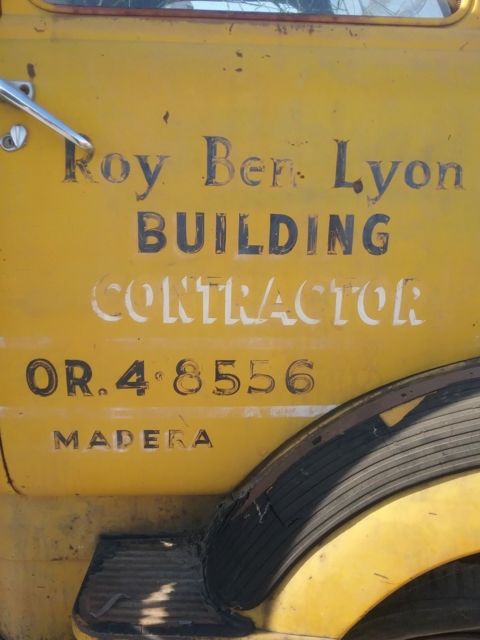 Roy Ben Lyon
BUILDING
CONTRACTOR
OR. 4-8556
MADERA